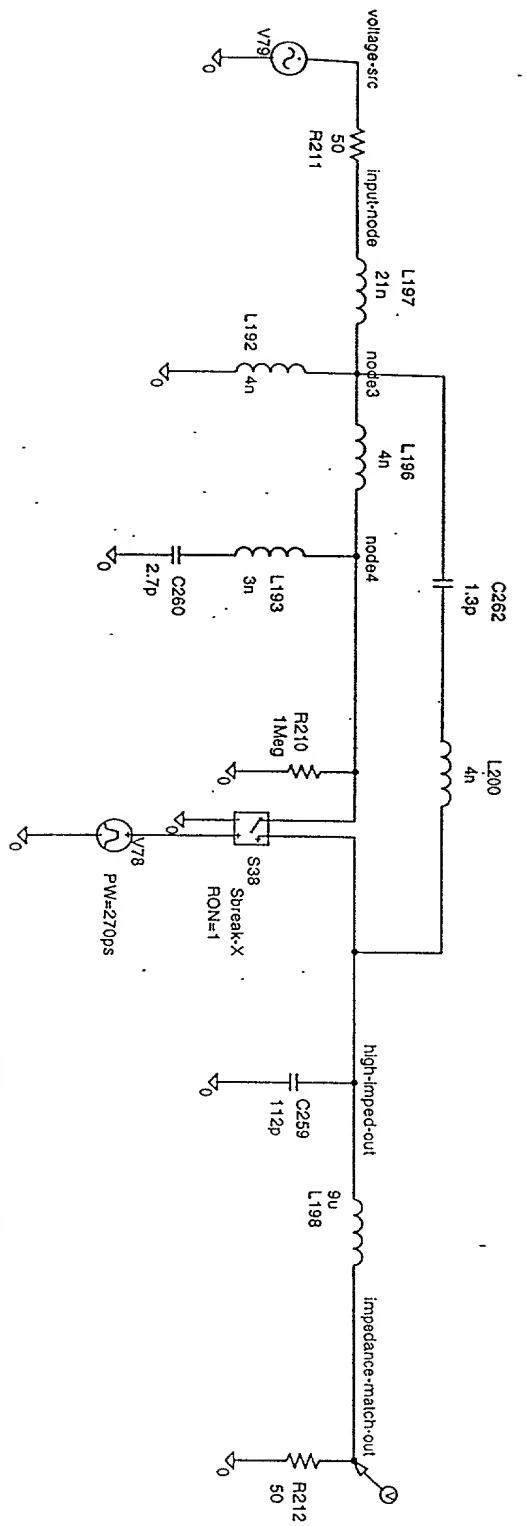 voltage-src
V79
0
50
R211
input-node
L197
21n
L192
4n
0
node3
L196
4n
node4
L193
3n
C260
2.7p
0
C262
1.3p
L200
4n
R210
1Meg
0
0
S38
Sbreak-X
RON=1
V78
PW=270ps
0
high-imped-out
C259
112p
0
9u
L198
impedance-match-out
V
R212
50
0